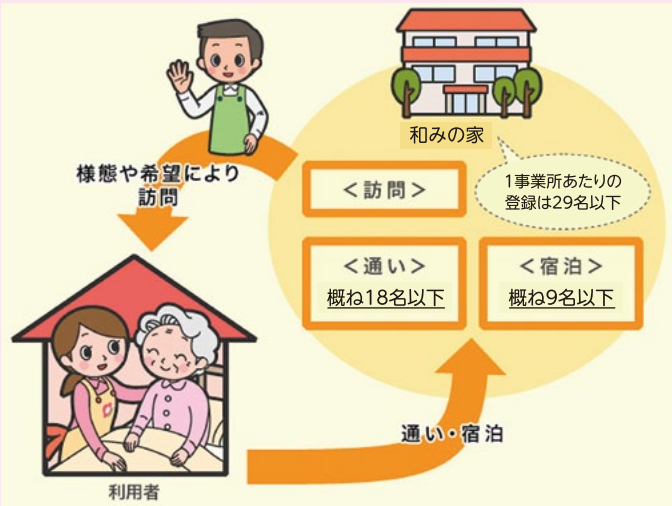 和みの家
様態や希望により
訪問
＜訪問＞
1事業所あたりの
登録は29名以下
＜通い＞
概ね18名以下
＜宿泊＞
概ね9名以下
通い・宿泊
利用者